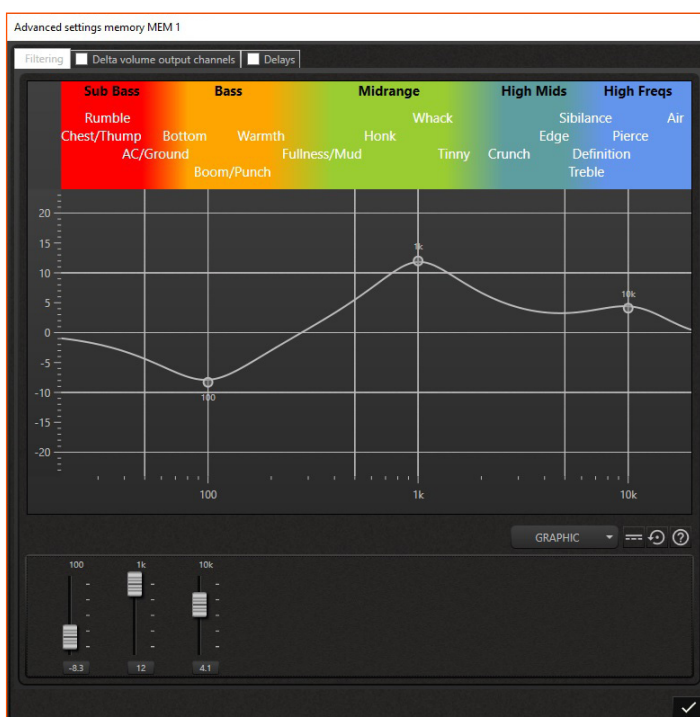 Advanced settings memory MEM 1
Filtering Delta volume output channels Delays
Sub Bass Bass Midrange High Mids High Freqs
Rumble Whack Sibilance Air
Chest/Thump Bottom Warmth Honk Edge Pierce
AC/Ground Fullness/Mud Tinny Crunch Definition
Boom/Punch Treble
20
15
1k
10
5
10k
0
-5
-10
100
-15
-20
100 1k 10k
GRAPHIC
100 1k 10k
-8.3 12 4.1